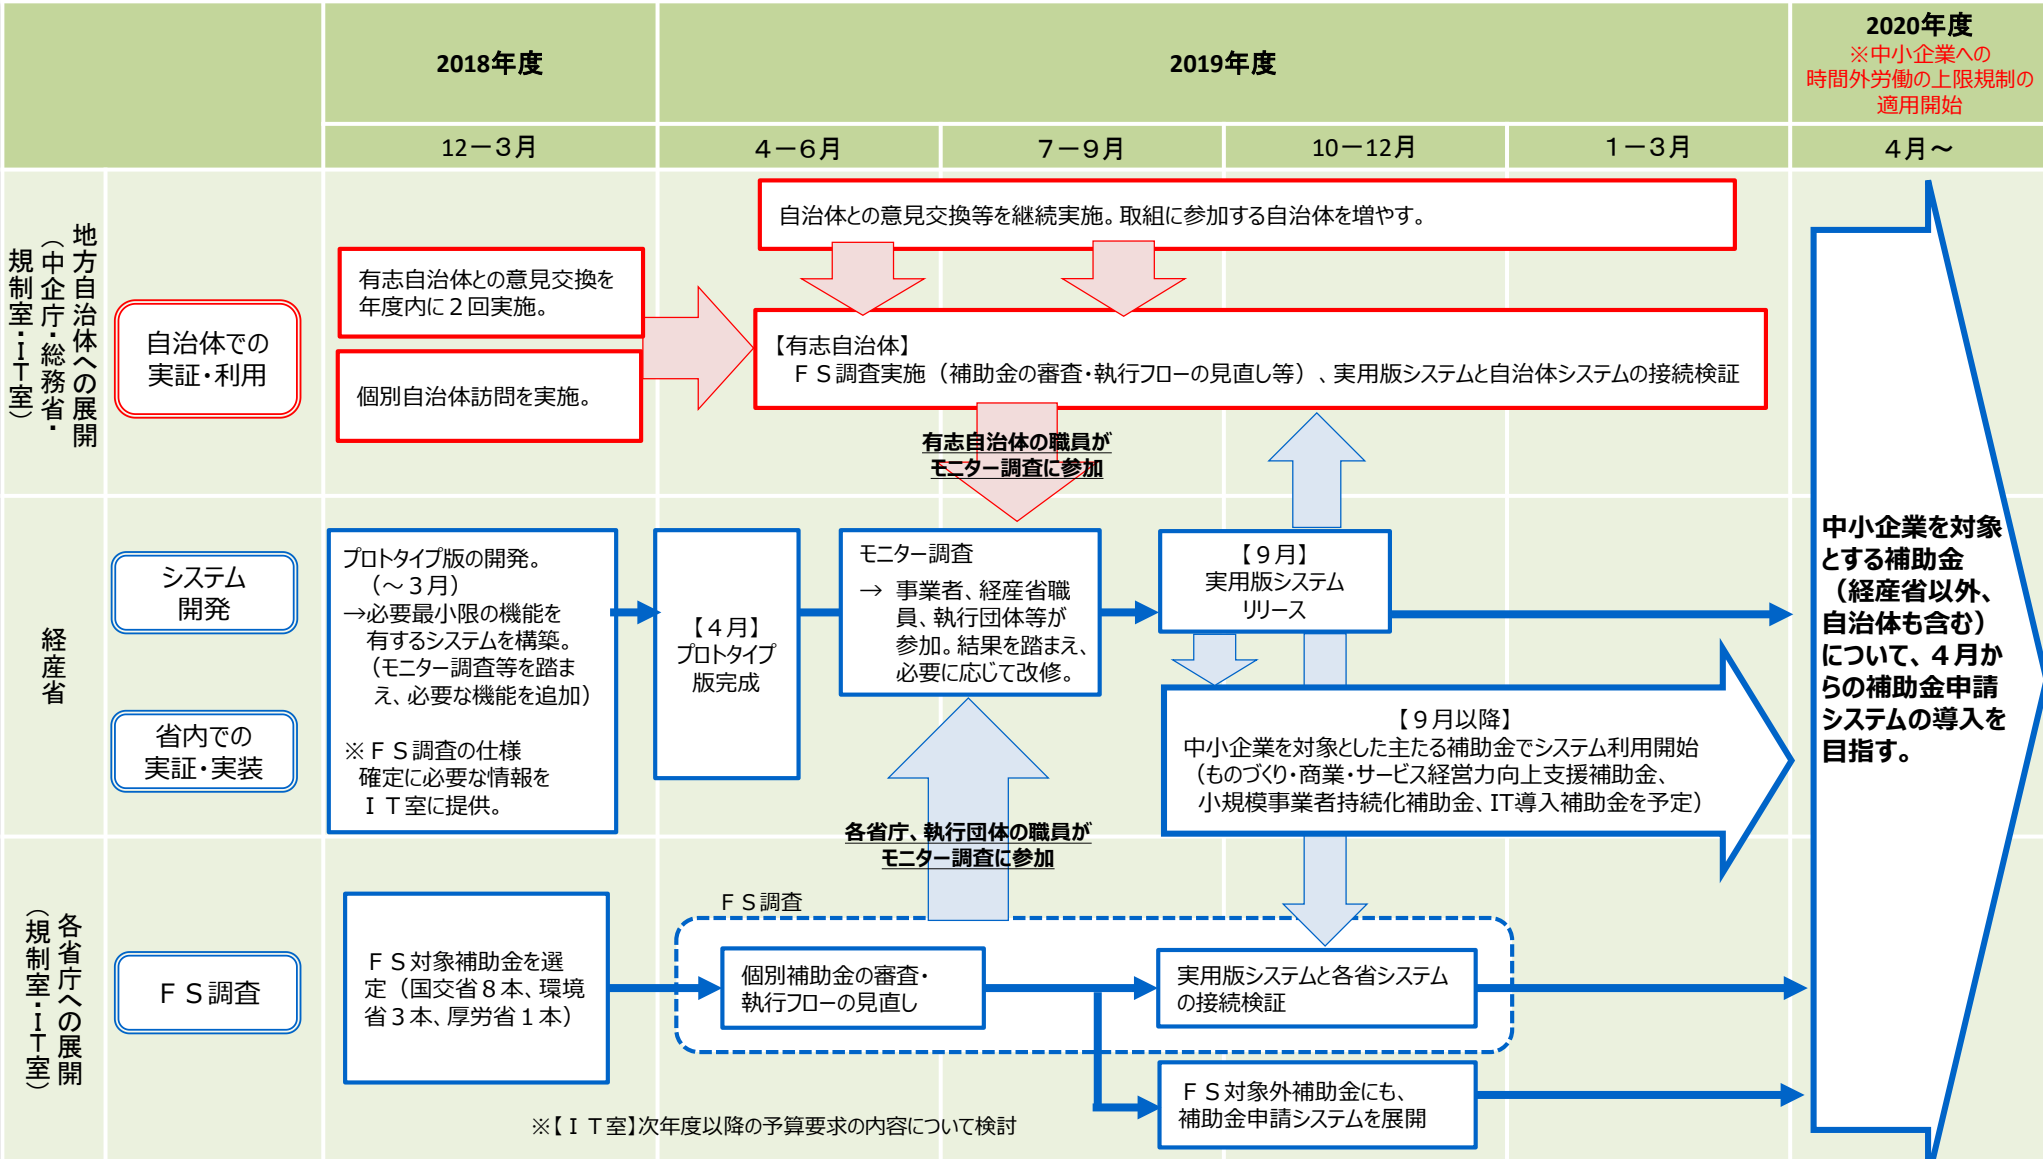 2018年度
2019年度
2020年度
※中小企業への
時間外労働の上限規制の
適用開始
12－３月
４－６月
７－９月
10－12月
１－３月
４月～
地方自治体への展開
（中企庁・総務省・
規制室・ＩＴ室）
自治体での
実証・利用
有志自治体との意見交換を
年度内に２回実施。
個別自治体訪問を実施。
自治体との意見交換等を継続実施。取組に参加する自治体を増やす。
【有志自治体】
ＦＳ調査実施（補助金の審査・執行フローの見直し等）、実用版システムと自治体システムの接続検証
有志自治体の職員が
モニター調査に参加
経産省
システム
開発
省内での
実証・実装
プロトタイプ版の開発。
（～３月）
→必要最小限の機能を
有するシステムを構築。
（モニター調査等を踏ま
え、必要な機能を追加）
※ＦＳ調査の仕様
確定に必要な情報を
ＩＴ室に提供。
【４月】
プロトタイプ
版完成
モニター調査
→ 事業者、経産省職
員、執行団体等が
参加。結果を踏まえ、
必要に応じて改修。
【９月】
実用版システム
リリース
【９月以降】
中小企業を対象とした主たる補助金でシステム利用開始
（ものづくり・商業・サービス経営力向上支援補助金、
小規模事業者持続化補助金、IT導入補助金を予定）
各省庁、執行団体の職員が
モニター調査に参加
各省庁への展開
（規制室・ＩＴ室）
ＦＳ調査
ＦＳ対象補助金を選
定（国交省８本、環境
省３本、厚労省１本）
ＦＳ調査
個別補助金の審査・
執行フローの見直し
実用版システムと各省システム
の接続検証
ＦＳ対象外補助金にも、
補助金申請システムを展開
※【ＩＴ室】次年度以降の予算要求の内容について検討
中小企業を対象
とする補助金
（経産省以外、
自治体も含む）
について、４月か
らの補助金申請
システムの導入を
目指す。